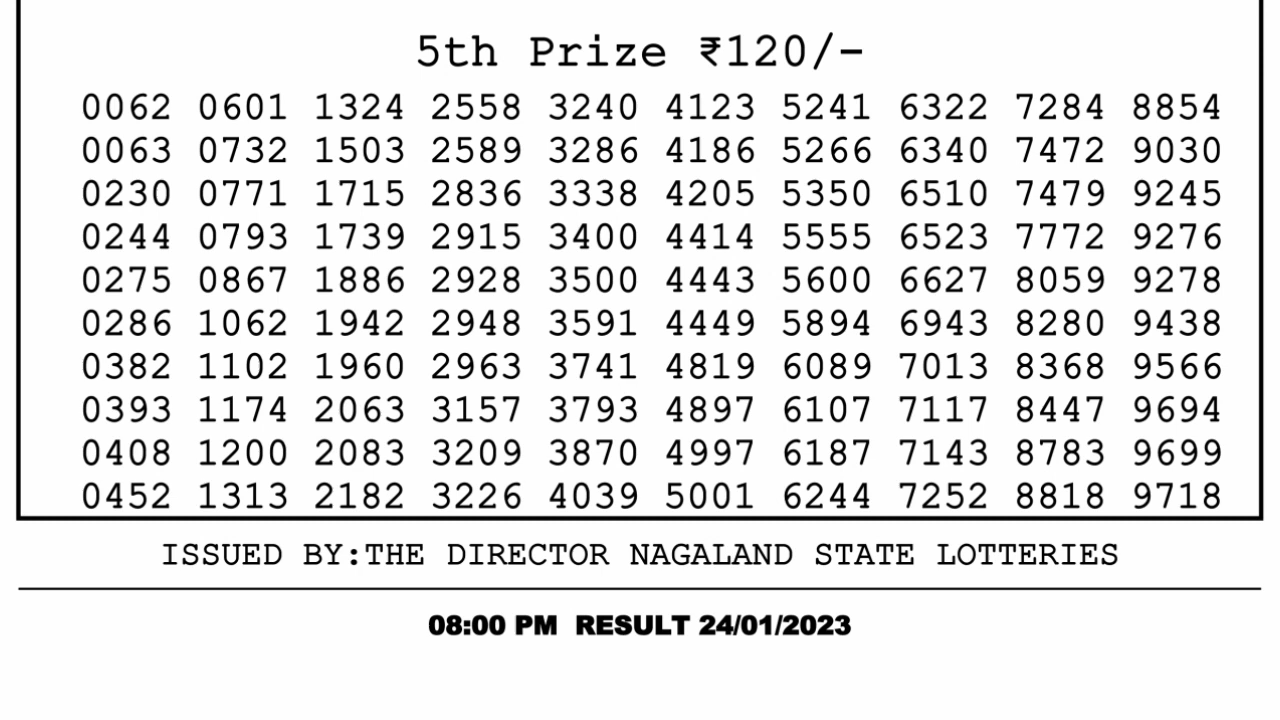 5th Prize ₹120/-
0062 0601 1324 2558 3240 4123 5241 6322 7284 8854
0063 0732 1503 2589 3286 4186 5266 6340 7472 9030
0230 0771 1715 2836 3338 4205 5350 6510 7479 9245
0244 0793 1739 2915 3400 4414 5555 6523 7772 9276
0275 0867 1886 2928 3500 4443 5600 6627 8059 9278
0286 1062 1942 2948 3591 4449 5894 6943 8280 9438
0382 1102 1960 2963 3741 4819 6089 7013 8368 9566
0393 1174 2063 3157 3793 4897 6107 7117 8447 9694
0408 1200 2083 3209 3870 4997 6187 7143 8783 9699
0452 1313 2182 3226 4039 5001 6244 7252 8818 9718
ISSUED BY:THE DIRECTOR NAGALAND STATE LOTTERIES
08:00 PM RESULT 24/01/2023